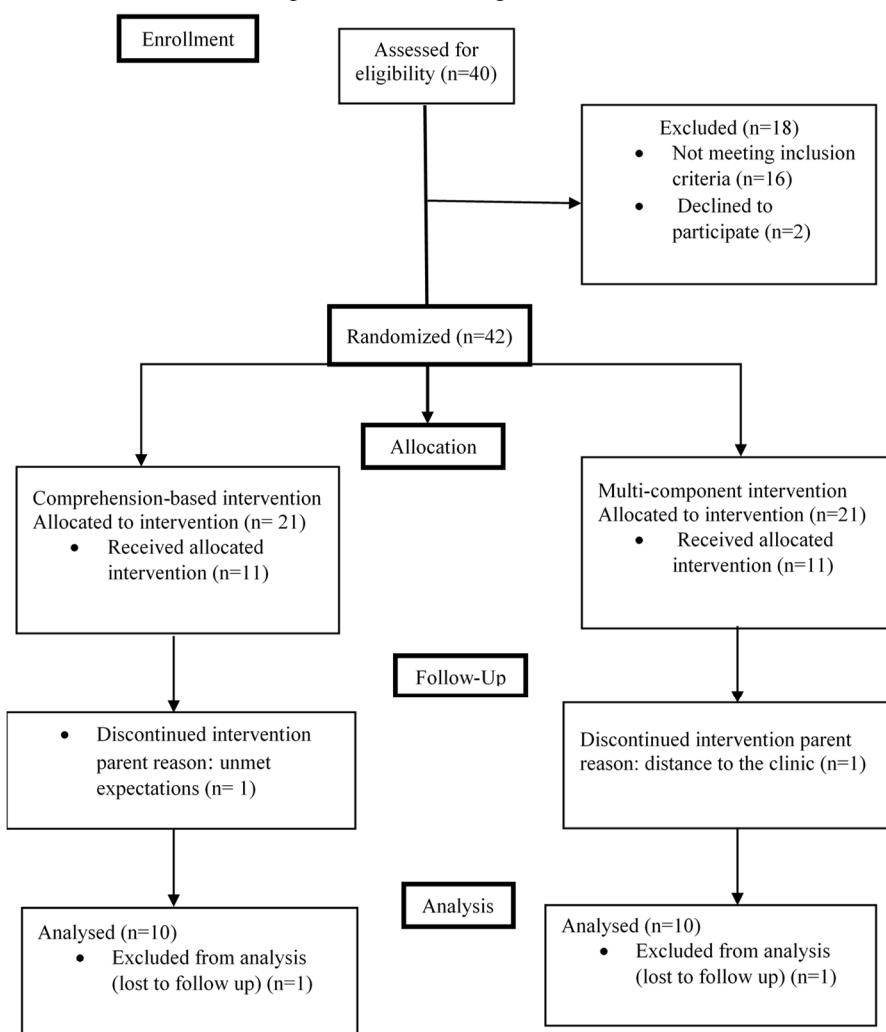 Enrollment
Assessed for
eligibility (n=40)
Excluded (n=18)
• Not meeting inclusion
criteria (n=16)
• Declined to
participate (n=2)
Randomized (n=42)
Allocation
Comprehension-based intervention
Allocated to intervention (n= 21)
• Received allocated
intervention (n=11)
Multi-component intervention
Allocated to intervention (n=21)
• Received allocated
intervention (n=11)
Follow-Up
• Discontinued intervention
parent reason: unmet
expectations (n= 1)
Discontinued intervention parent
reason: distance to the clinic (n=1)
Analysis
Analysed (n=10)
• Excluded from analysis
(lost to follow up) (n=1)
Analysed (n=10)
• Excluded from analysis
(lost to follow up) (n=1)